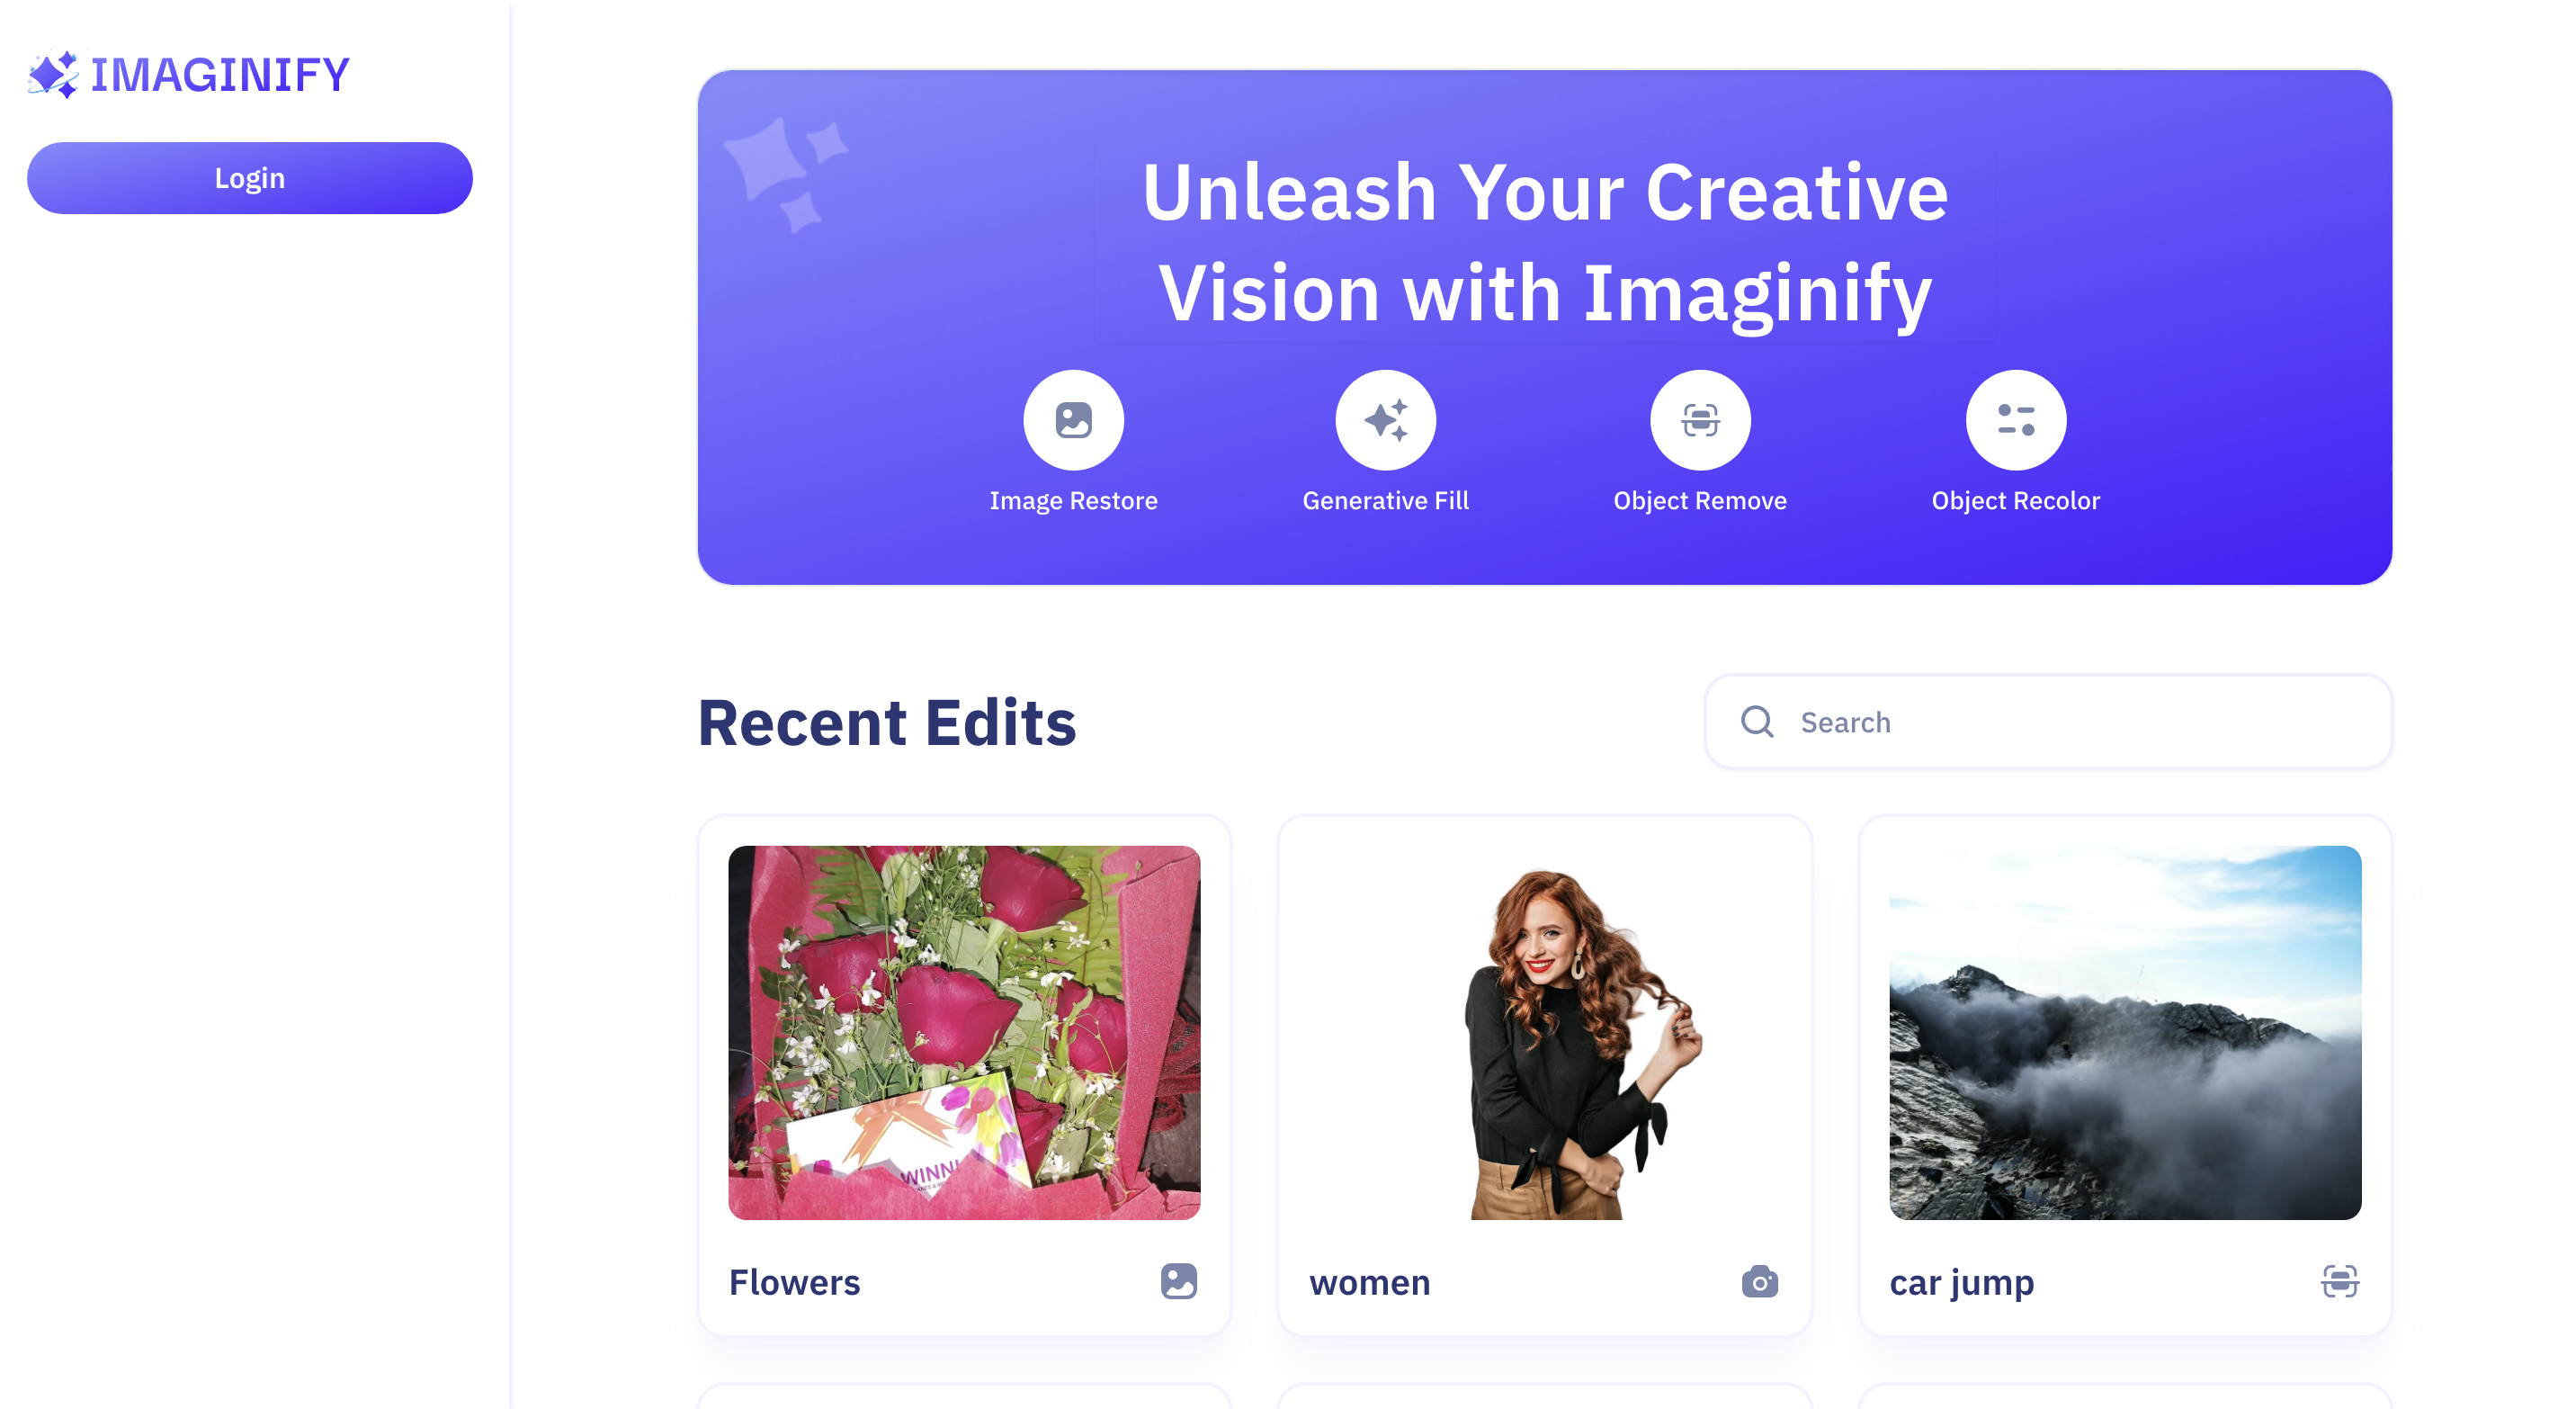 IMAGINIFY
Login
Unleash Your Creative
Vision with Imaginify
Image Restore
Generative Fill
Object Remove
Object Recolor
Recent Edits
Search
WINNI
Flowers
women
car jump